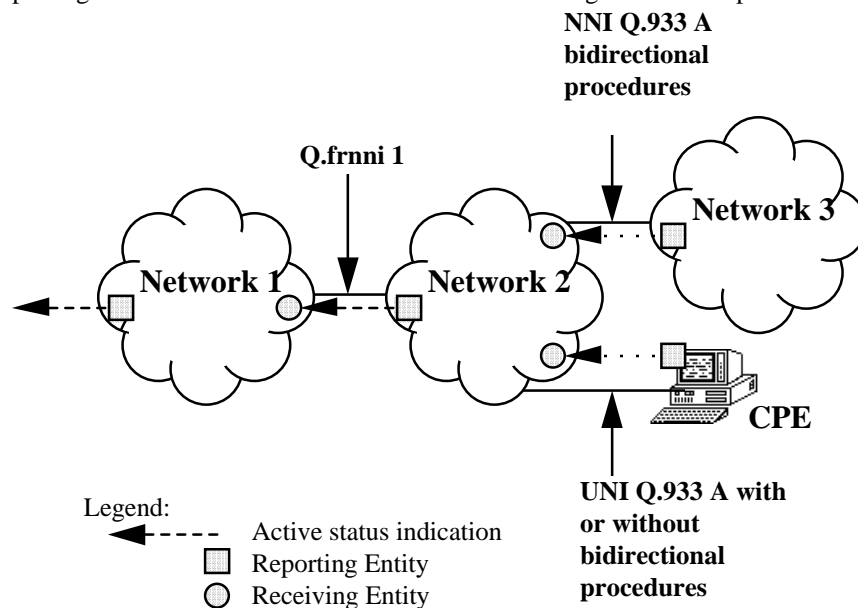 NNI Q.933 A
bidirectional
procedures
Q.frnni 1
Network 3
Network 1
Network 2
CPE
UNI Q.933 A with
or without
bidirectional
procedures
Legend:
Active status indication
Reporting Entity
Receiving Entity